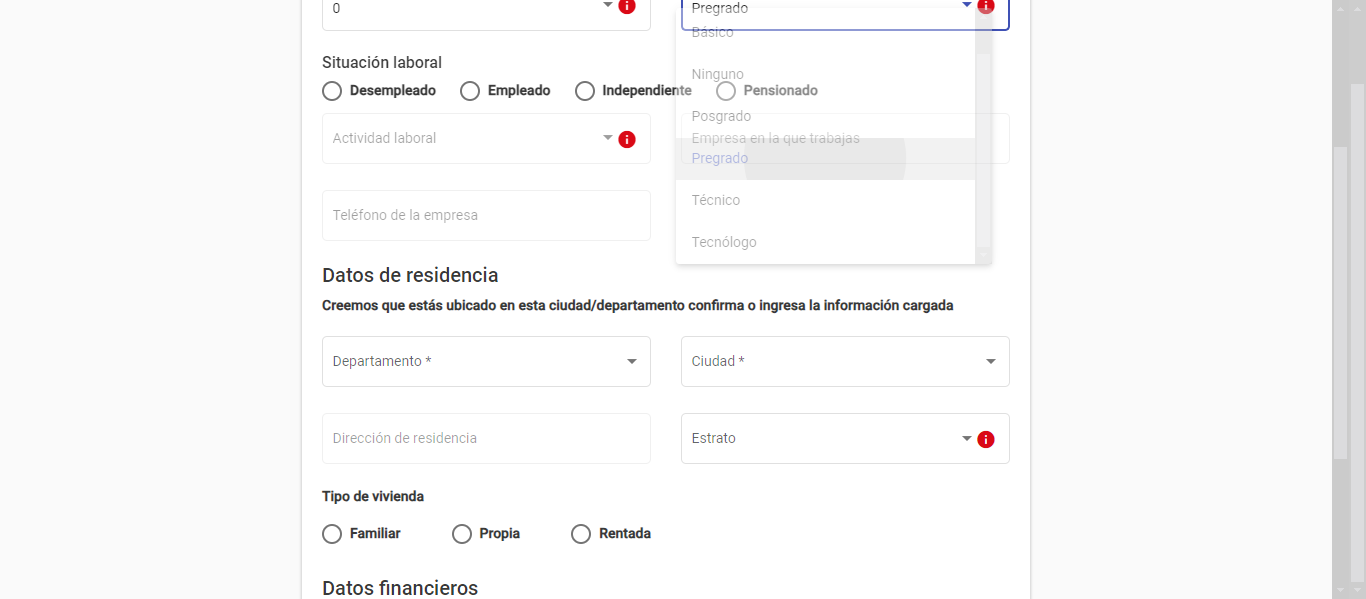 0
Pregrado
Básico
Situación laboral
Ninguno
Desempleado
Empleado
Independiente
Pensionado
Posgrado
Actividad laboral
Empresa en la que trabajas
Pregrado
Técnico
Teléfono de la empresa
Tecnólogo
Datos de residencia
Creemos que estás ubicado en esta ciudad/departamento confirma o ingresa la información cargada
Departamento *
Ciudad *
Dirección de residencia
Estrato
Tipo de vivienda
Familiar
Propia
Rentada
Datos financieros